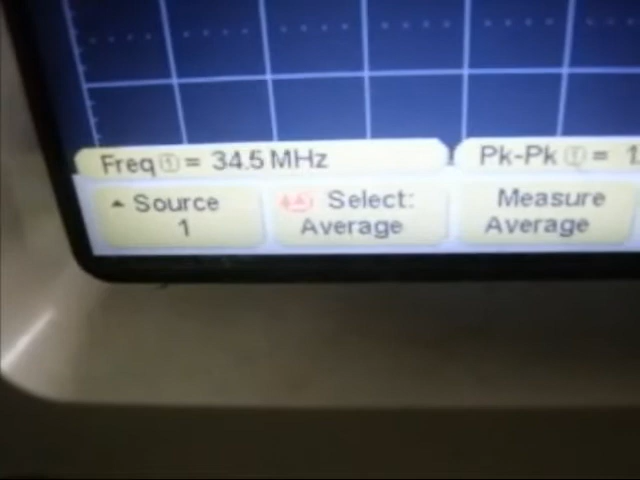 Freq ① = 34.5 MHz
Pk-Pk ① =
Source
1
Select:
Average
Measure
Average